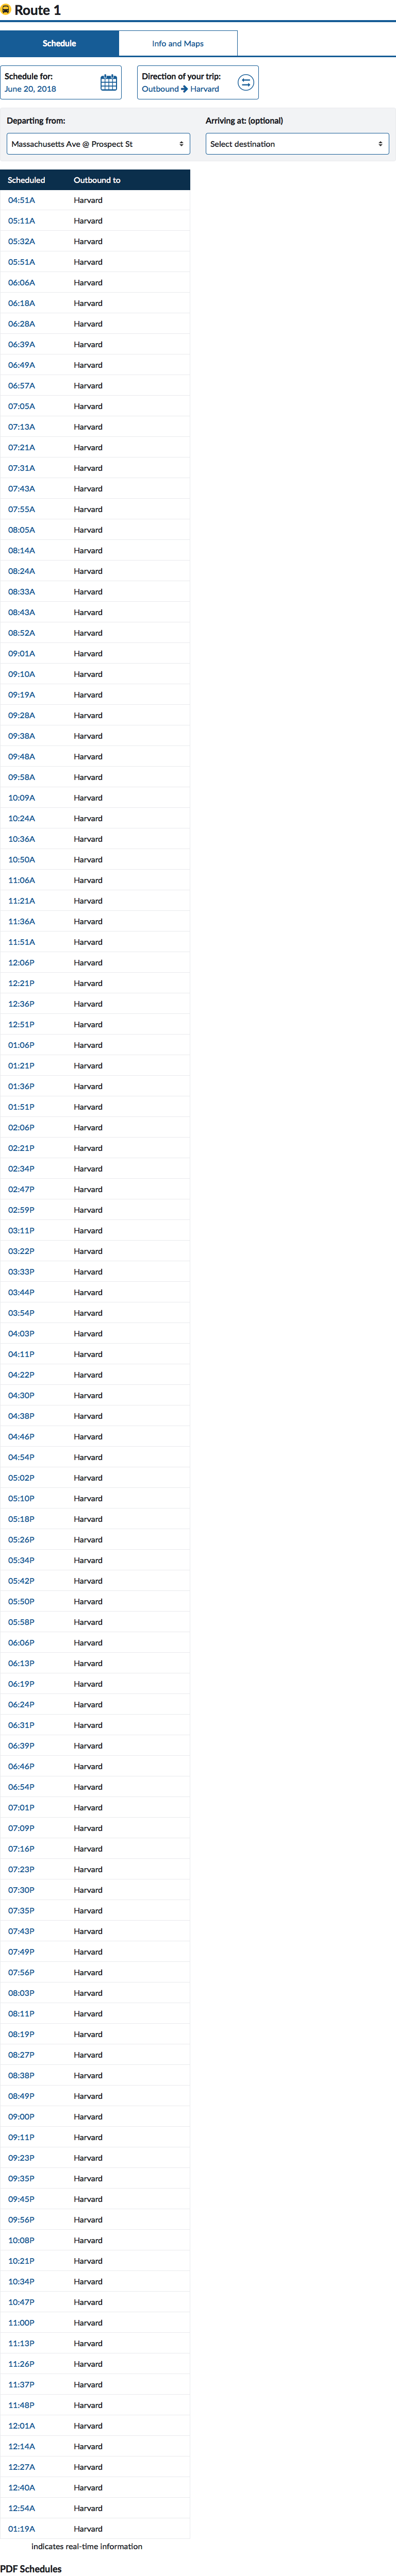 Route 1
Schedule Info and Maps
Schedule for: Direction of your trip:
June 20, 2018 Outbound → Harvard
Departing from: Arriving at: (optional)
Massachusetts Ave @ Prospect St Select destination
Scheduled Outbound to
04:51A Harvard
05:11A Harvard
05:32A Harvard
05:51A Harvard
06:06A Harvard
06:18A Harvard
06:28A Harvard
06:39A Harvard
06:49A Harvard
06:57A Harvard
07:05A Harvard
07:13A Harvard
07:21A Harvard
07:31A Harvard
07:43A Harvard
07:55A Harvard
08:05A Harvard
08:14A Harvard
08:24A Harvard
08:33A Harvard
08:43A Harvard
08:52A Harvard
09:01A Harvard
09:10A Harvard
09:19A Harvard
09:28A Harvard
09:38A Harvard
09:48A Harvard
09:58A Harvard
10:09A Harvard
10:24A Harvard
10:36A Harvard
10:50A Harvard
11:06A Harvard
11:21A Harvard
11:36A Harvard
11:51A Harvard
12:06P Harvard
12:21P Harvard
12:36P Harvard
12:51P Harvard
01:06P Harvard
01:21P Harvard
01:36P Harvard
01:51P Harvard
02:06P Harvard
02:21P Harvard
02:34P Harvard
02:47P Harvard
02:59P Harvard
03:11P Harvard
03:22P Harvard
03:33P Harvard
03:44P Harvard
03:54P Harvard
04:03P Harvard
04:11P Harvard
04:22P Harvard
04:30P Harvard
04:38P Harvard
04:46P Harvard
04:54P Harvard
05:02P Harvard
05:10P Harvard
05:18P Harvard
05:26P Harvard
05:34P Harvard
05:42P Harvard
05:50P Harvard
05:58P Harvard
06:06P Harvard
06:13P Harvard
06:19P Harvard
06:24P Harvard
06:31P Harvard
06:39P Harvard
06:46P Harvard
06:54P Harvard
07:01P Harvard
07:09P Harvard
07:16P Harvard
07:23P Harvard
07:30P Harvard
07:35P Harvard
07:43P Harvard
07:49P Harvard
07:56P Harvard
08:03P Harvard
08:11P Harvard
08:19P Harvard
08:27P Harvard
08:38P Harvard
08:49P Harvard
09:00P Harvard
09:11P Harvard
09:23P Harvard
09:35P Harvard
09:45P Harvard
09:56P Harvard
10:08P Harvard
10:21P Harvard
10:34P Harvard
10:47P Harvard
11:00P Harvard
11:13P Harvard
11:26P Harvard
11:37P Harvard
11:48P Harvard
12:01A Harvard
12:14A Harvard
12:27A Harvard
12:40A Harvard
12:54A Harvard
01:19A Harvard
indicates real-time information
PDF Schedules